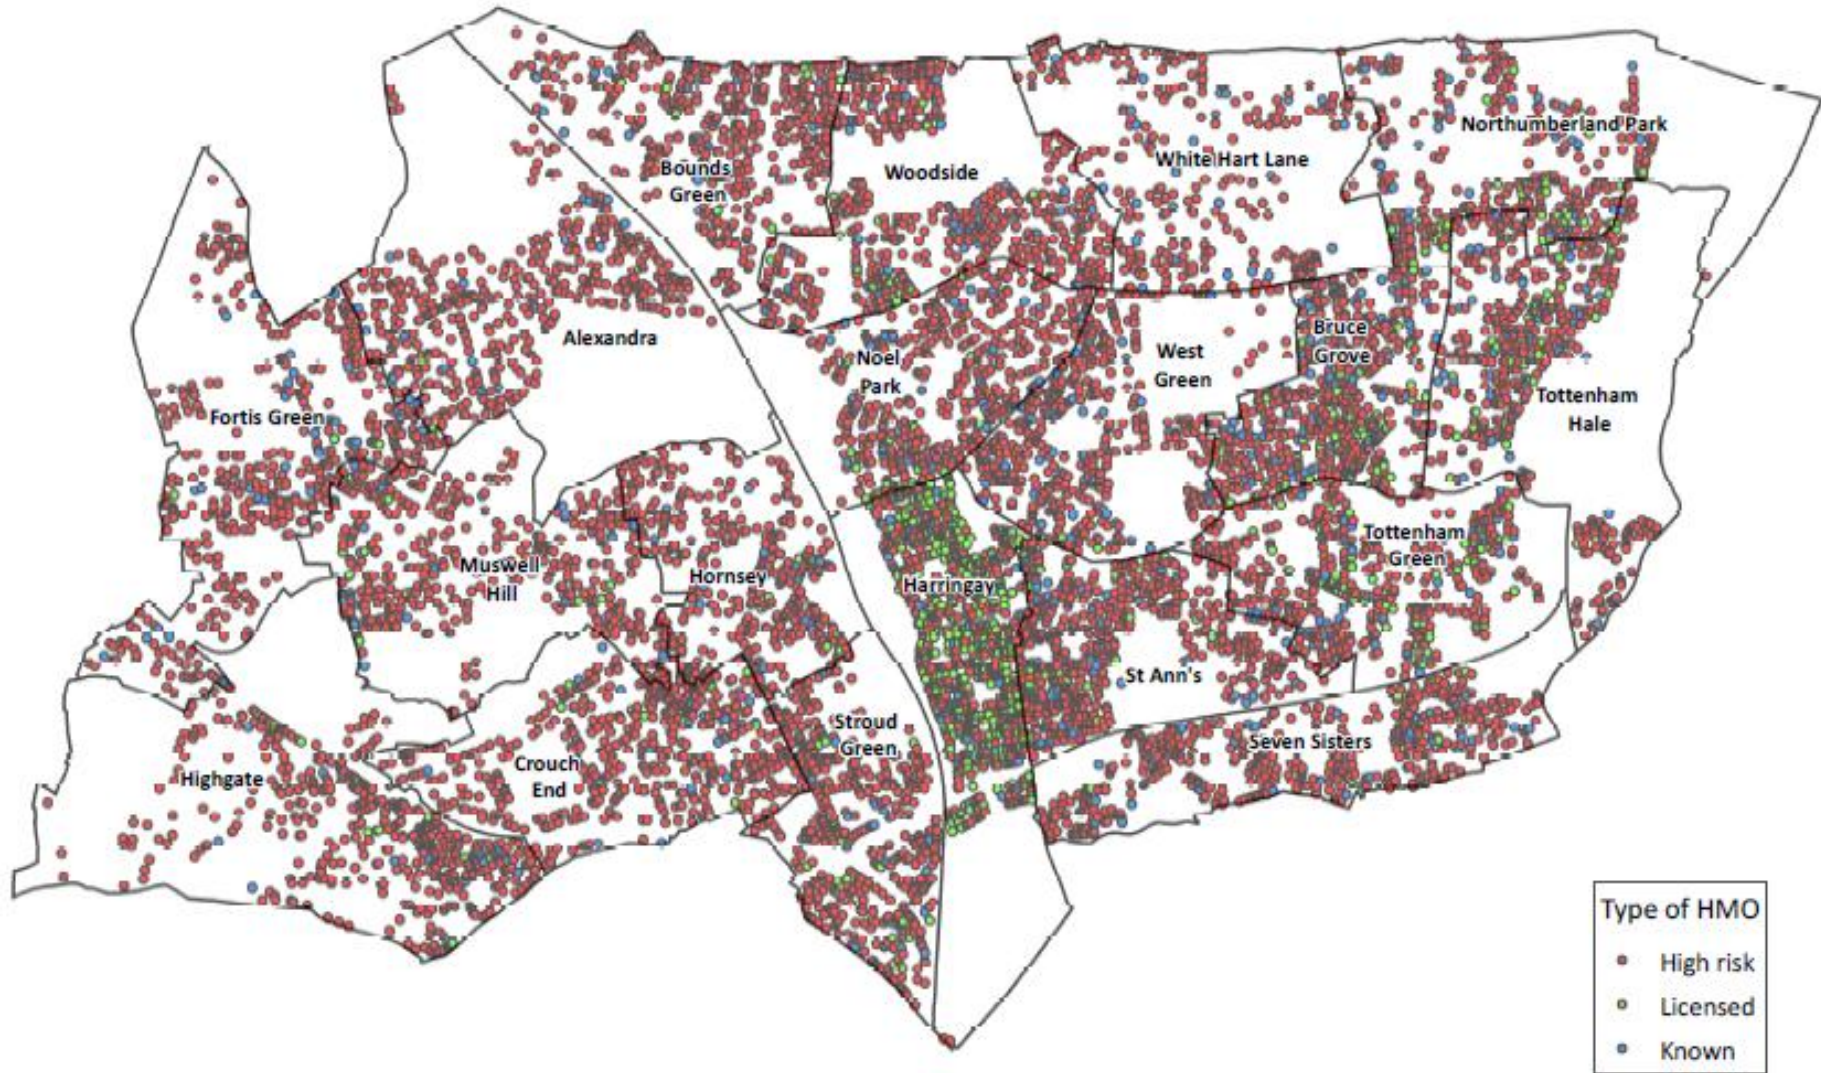 Northumberland Park
White Hart Lane
Bounds
Green
Woodside
Alexandra
Bruce
Grove
Noel
Park
West
Green
Tottenham
Hale
Fortis Green
Tottenham
Green
Muswell
Hill
Hornsey
Harringay
St Ann's
Stroud
Green
Seven Sisters
Crouch
End
Highgate
Type of HMO
High risk
Licensed
Known